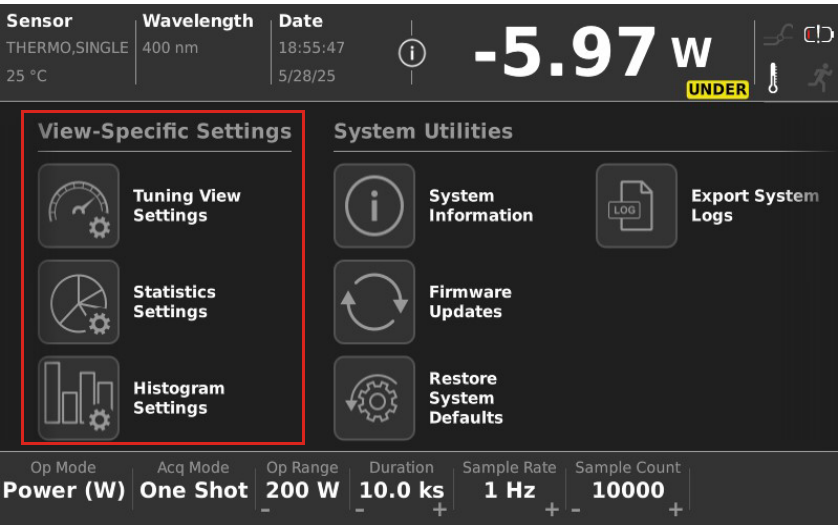 Sensor
Wavelength
Date
THERMO,SINGLE
400 nm
18:55:47
25 °C
5/28/25
i
-5.97 W
UNDER
View-Specific Settings
System Utilities
Tuning View
Settings
System
Information
LOG
Export System
Logs
Statistics
Settings
Firmware
Updates
Histogram
Settings
Restore
System
Defaults
Op Mode
Acq Mode
Op Range
Duration
Sample Rate
Sample Count
Power (W)
One Shot
200 W
10.0 ks
1 Hz
10000
- - + + - +